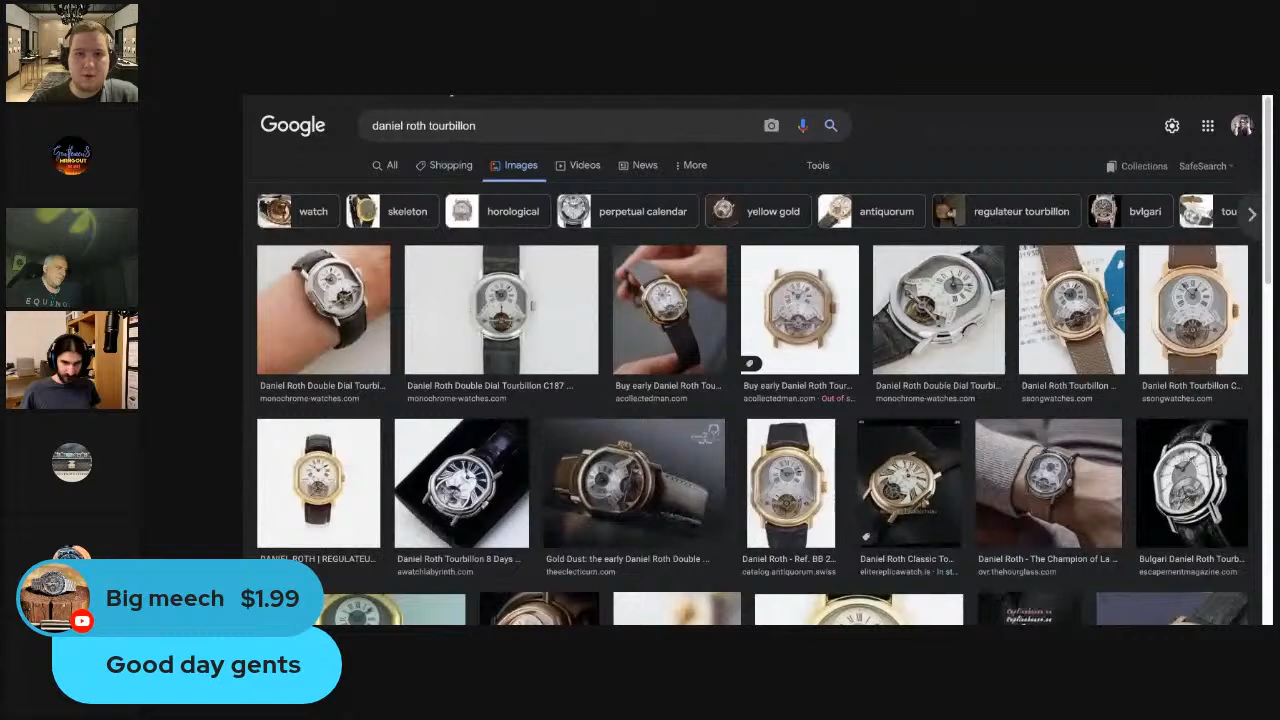 Google
daniel roth tourbillon
All
Shopping
Images
Videos
News
More
Tools
Collections
SafeSearch
watch
skeleton
horological
perpetual calendar
yellow gold
antiquorum
regulateur tourbillon
bvlgari
tou
Daniel Roth Double Dial Tourbi...
monochrome-watches.com
Daniel Roth Double Dial Tourbillon C187 ...
monochrome-watches.com
Buy early Daniel Roth Tou...
acollectedman.com
Buy early Daniel Roth Tour...
acollectedman.com · Out of s...
Daniel Roth Double Dial Tourbillon ...
monochrome-watches.com
Daniel Roth Tourbillon ...
ssongwatches.com
Daniel Roth Tourbillon C...
ssongwatches.com
DANIEL ROTH | REGULATEU...
Daniel Roth Tourbillon 8 Days ...
awatchlabyrinth.com
Gold Dust: the early Daniel Roth Double ...
theeclecticum.com
Daniel Roth - Ref. BB 2...
catalog.antiquorum.swiss
Daniel Roth Classic To...
elitereplicawatch.is · In st...
Daniel Roth - The Champion of La ...
ovr.thehourglass.com
Bulgari Daniel Roth Tourb...
escapementmagazine.com
GENTLEMEN'S
HANGOUT
EQUINO
Big meech $1.99
Good day gents